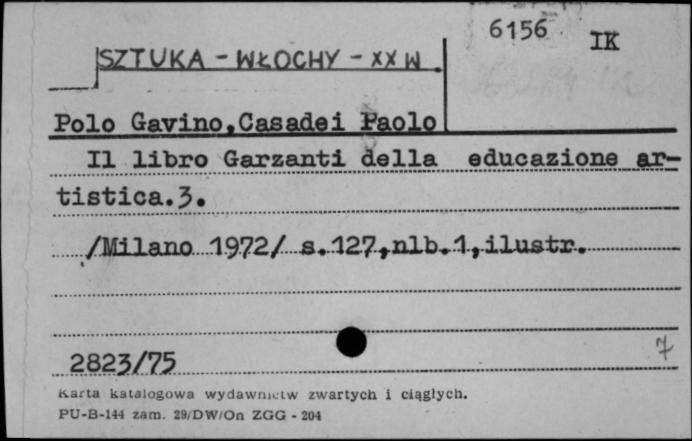 6156 IK
SZTUKA - WŁOCHY - XX W.
Polo Gavino,Casadei Paolo
Il libro Garzanti della educazione ar-
tistica.3.
/Milano 1972/ s.127,nlb.1,ilustr.
7
2823/75
Karta katalogowa wydawnictw zwartych i ciągłych.
PU-B-144 zam. 29/DW/On ZGG - 204